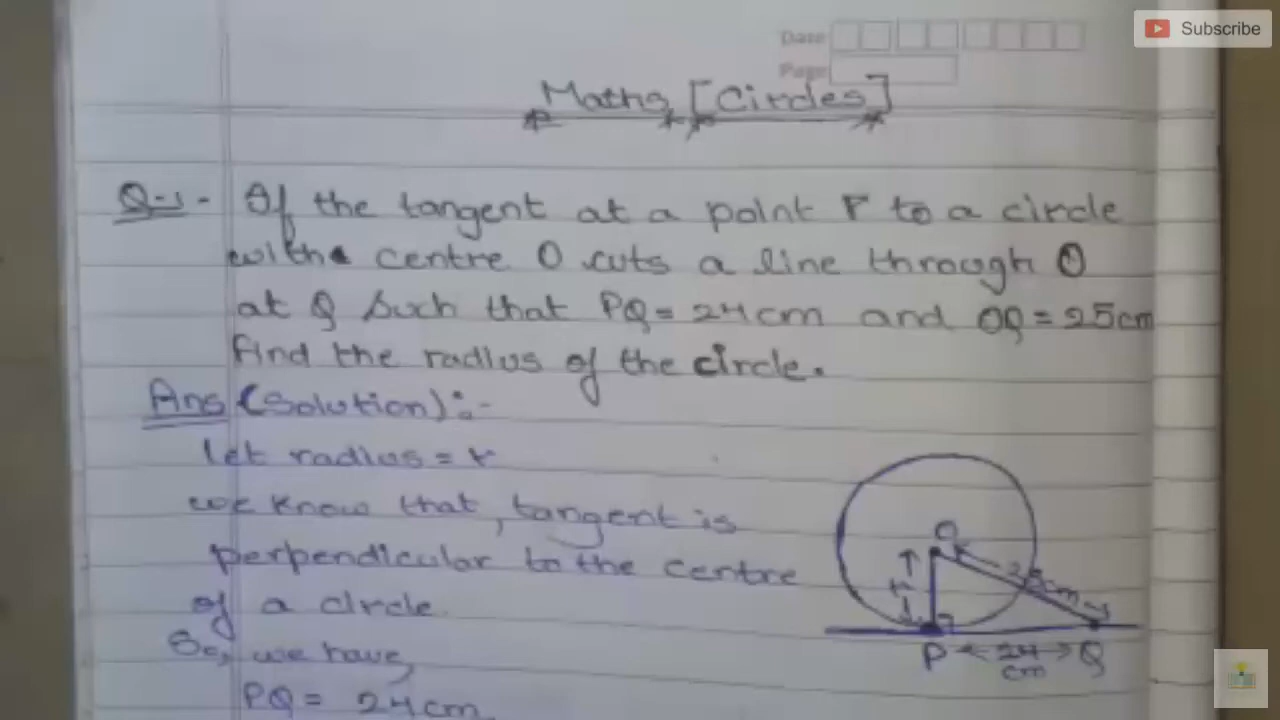 Subscribe
Date
Page
Maths [Circles]
Q-1- If the tangent at a point P to a circle
with centre O cuts a line through O
at Q such that PQ = 24cm and OQ = 25cm
Find the radius of the circle.
Ans (Solution):-
let radius = r
we know that, tangent is
perpendicular to the centre
of a circle
So, we have,
PQ = 24cm
O
r
25cm
P 24 cm Q